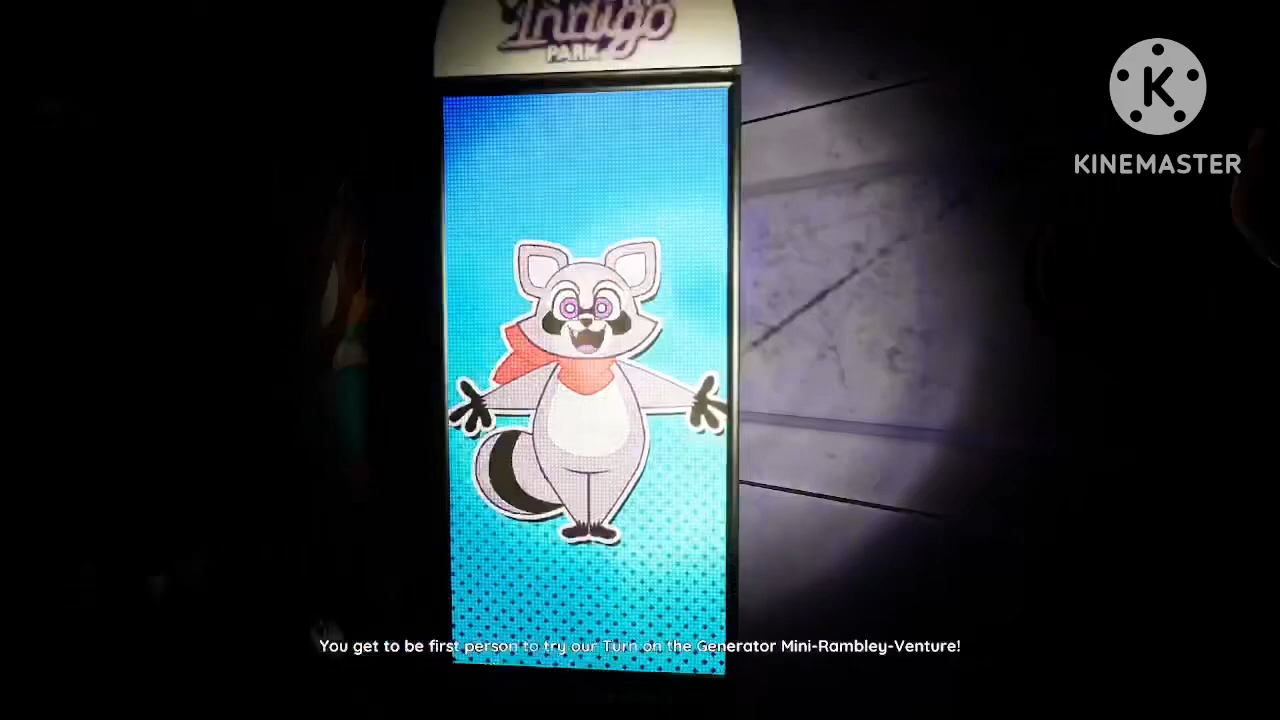 Indigo
PARK
KINEMASTER
You get to be first person to try our Turn on the Generator Mini-Rambley-Venture!